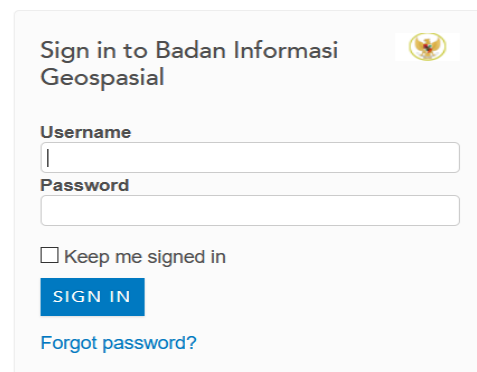 Sign in to Badan Informasi
Geospasial
Username
Password
Keep me signed in
SIGN IN
Forgot password?